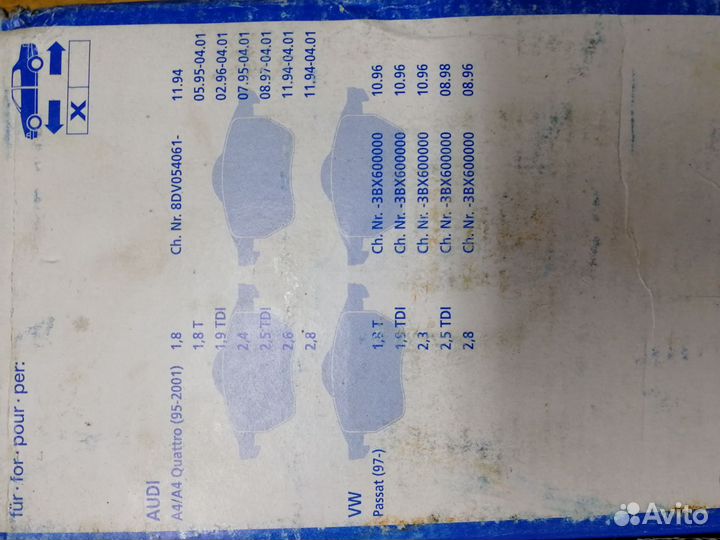 für · for · pour · per:
X
AUDI
A4/A4 Quattro (95-2001)
1,8 Ch. Nr. 8DV054061- 11.94
1,8 T 05.95-04.01
1,9 TDI 02.96-04.01
2,4 07.95-04.01
2,5 TDI 08.97-04.01
2,6 11.94-04.01
2,8 11.94-04.01
VW
Passat (97-)
1,8 T Ch. Nr. -3BX600000 10.96
1,9 TDI Ch. Nr. -3BX600000 10.96
2,3 Ch. Nr. -3BX600000 10.96
2,5 TDI Ch. Nr. -3BX600000 08.98
2,8 Ch. Nr. -3BX600000 08.96
Avito